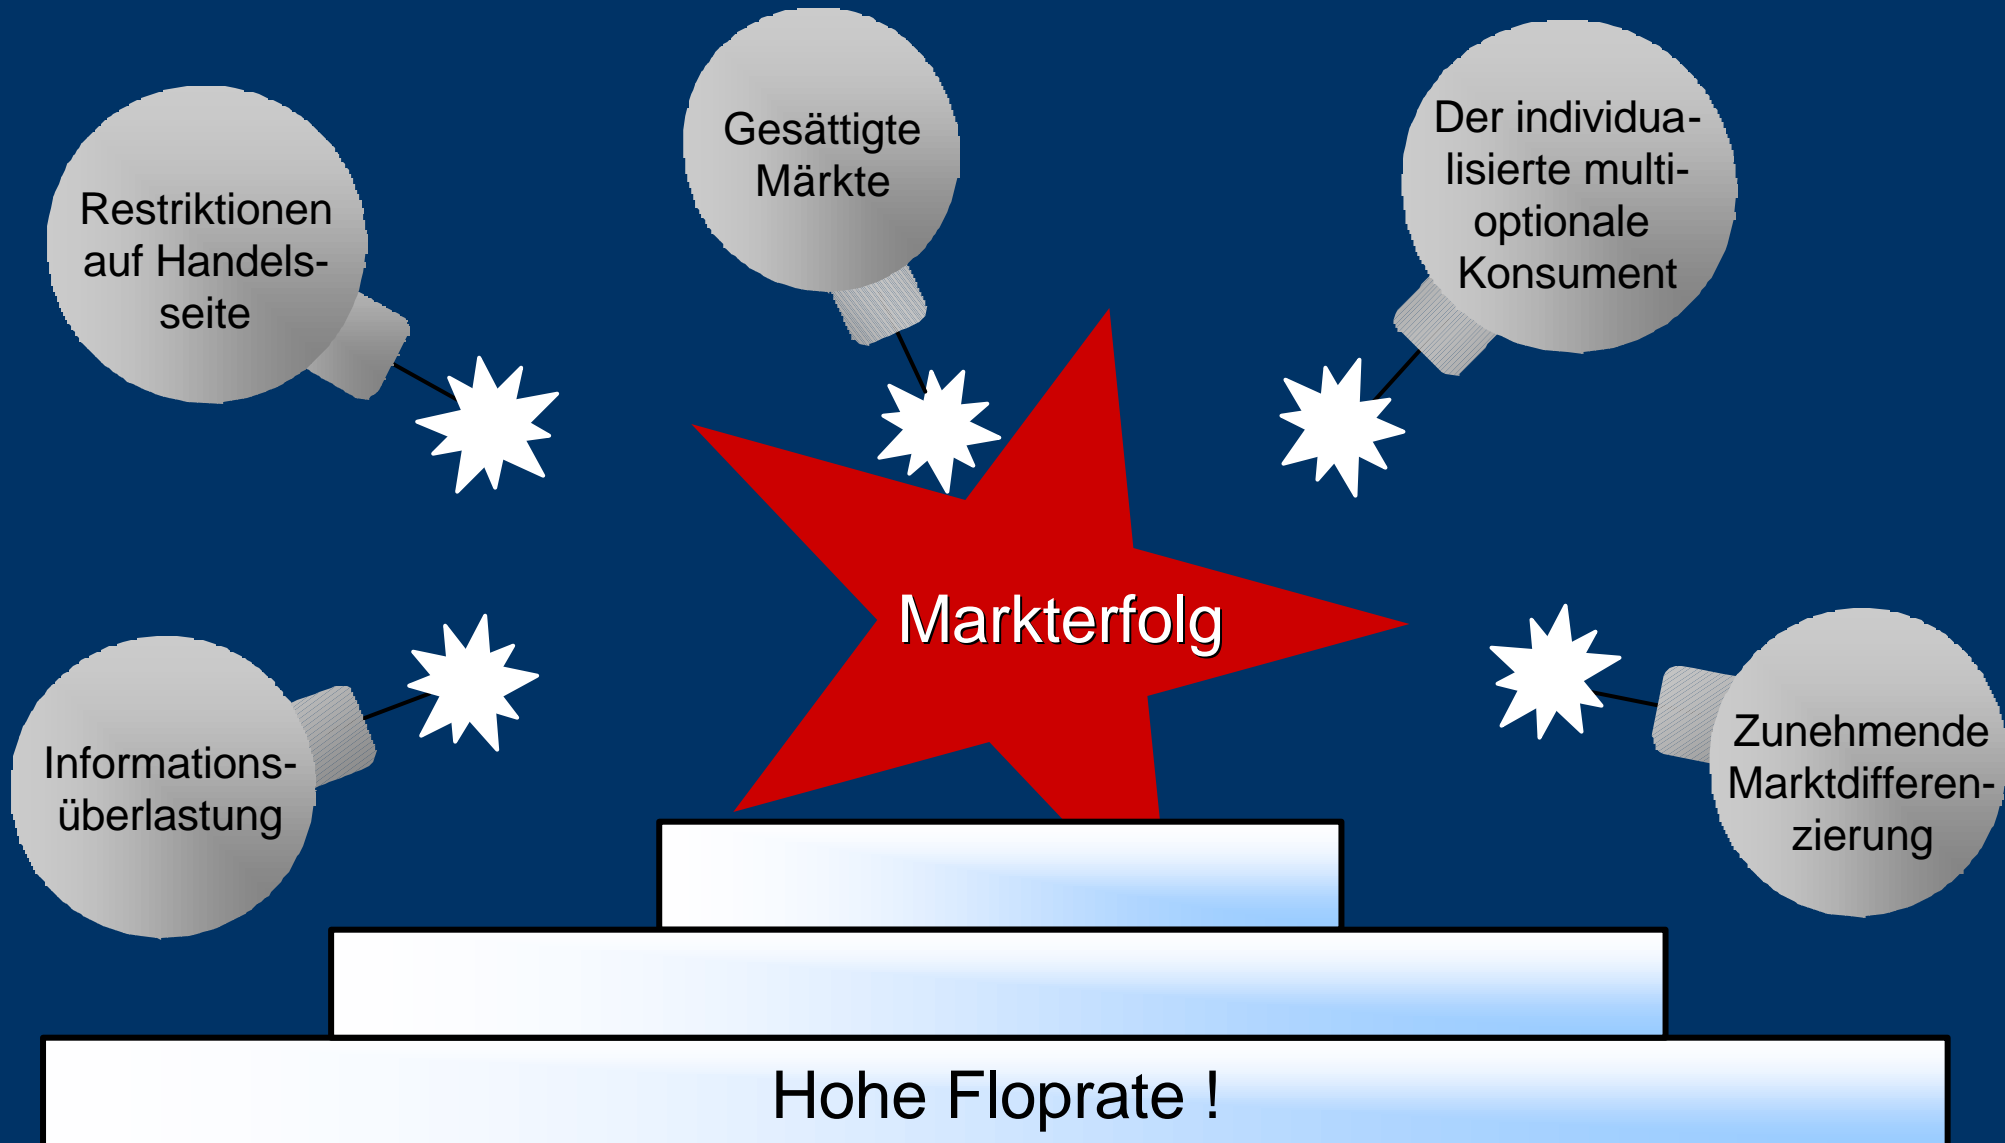 Restriktionen
auf Handels-
seite
Gesättigte
Märkte
Der individua-
lisierte multi-
optionale
Konsument
Informations-
überlastung
Markterfolg
Zunehmende
Marktdifferen-
zierung
Hohe Floprate !